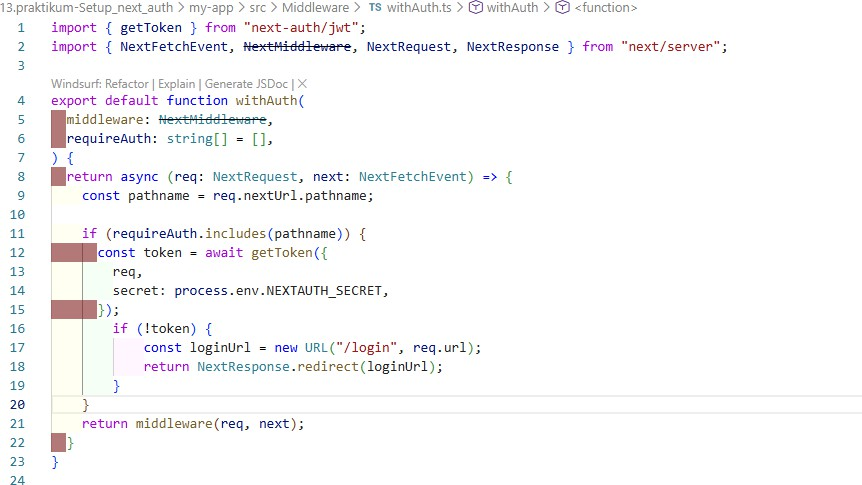 13.praktikum-Setup_next_auth > my-app > src > Middleware > TS withAuth.ts > withAuth > <function>
1 import { getToken } from "next-auth/jwt";
2 import { NextFetchEvent, NextMiddleware, NextRequest, NextResponse } from "next/server";
3
Windsurf: Refactor | Explain | Generate JSDoc | ×
4 export default function withAuth(
5   middleware: NextMiddleware,
6   requireAuth: string[] = [],
7 ) {
8   return async (req: NextRequest, next: NextFetchEvent) => {
9     const pathname = req.nextUrl.pathname;
10
11     if (requireAuth.includes(pathname)) {
12       const token = await getToken({
13         req,
14         secret: process.env.NEXTAUTH_SECRET,
15       });
16         if (!token) {
17             const loginUrl = new URL("/login", req.url);
18             return NextResponse.redirect(loginUrl);
19         }
20     }
21     return middleware(req, next);
22   }
23 }
24